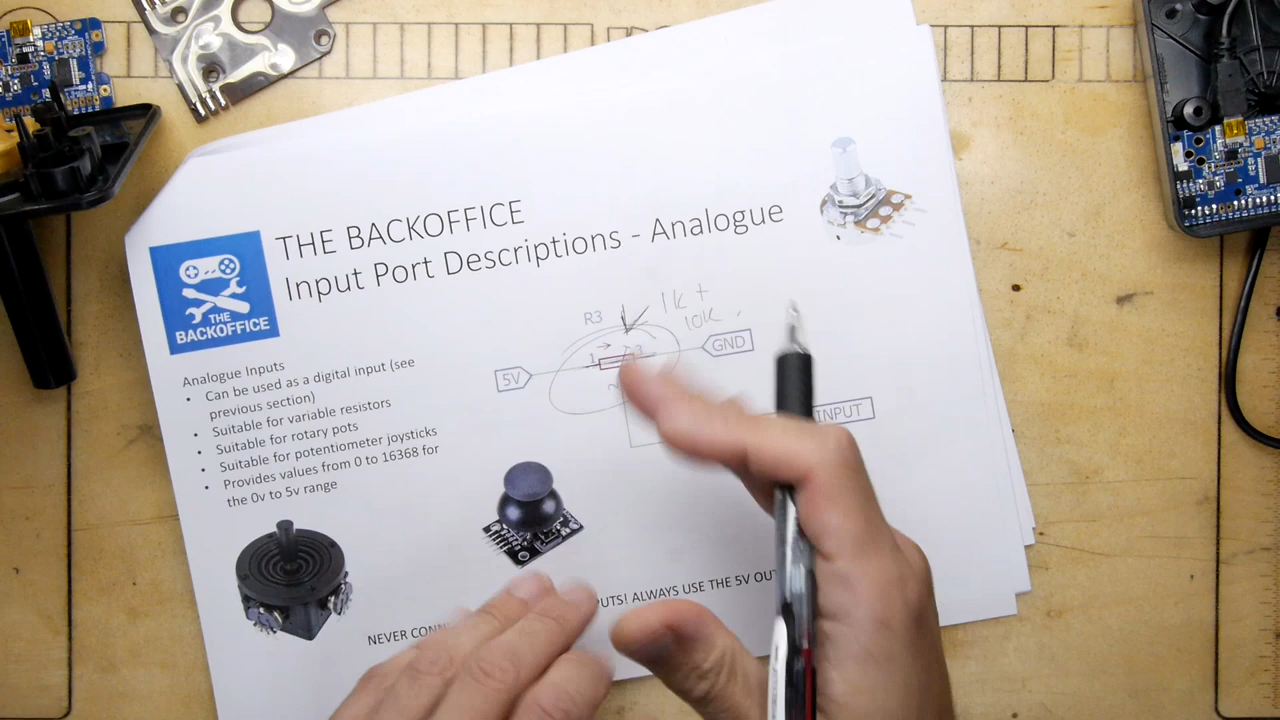 THE BACKOFFICE
Input Port Descriptions - Analogue
THE
BACKOFFICE
Analogue Inputs
• Can be used as a digital input (see
previous section)
• Suitable for variable resistors
• Suitable for rotary pots
• Suitable for potentiometer joysticks
• Provides values from 0 to 16368 for
the 0v to 5v range
R3
1k +
10k
1
3
2
5V
GND
INPUT
NEVER CONN
PUTS! ALWAYS USE THE 5V OUT